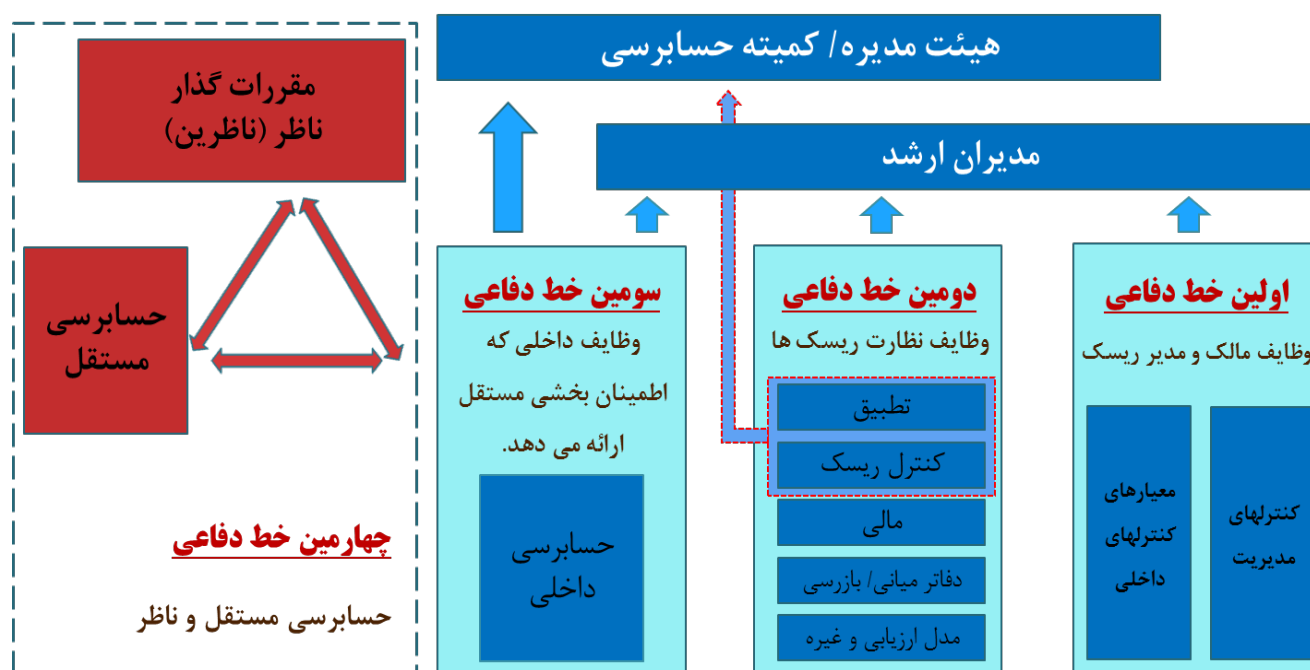 هیئت مدیره/ کمیته حسابرسی
مدیران ارشد
اولین خط دفاعی
وظایف مالک و مدیر ریسک
کنترلهای
مدیریت
معیارهای
کنترلهای
داخلی
دومین خط دفاعی
وظایف نظارت ریسک ها
تطبیق
کنترل ریسک
مالی
دفاتر میانی/ بازرسی
مدل ارزیابی و غیره
سومین خط دفاعی
وظایف داخلی که
اطمینان بخشی مستقل
ارائه می دهد.
حسابرسی
داخلی
مقررات گذار
ناظر (ناظرین)
حسابرسی
مستقل
چهارمین خط دفاعی
حسابرسی مستقل و ناظر